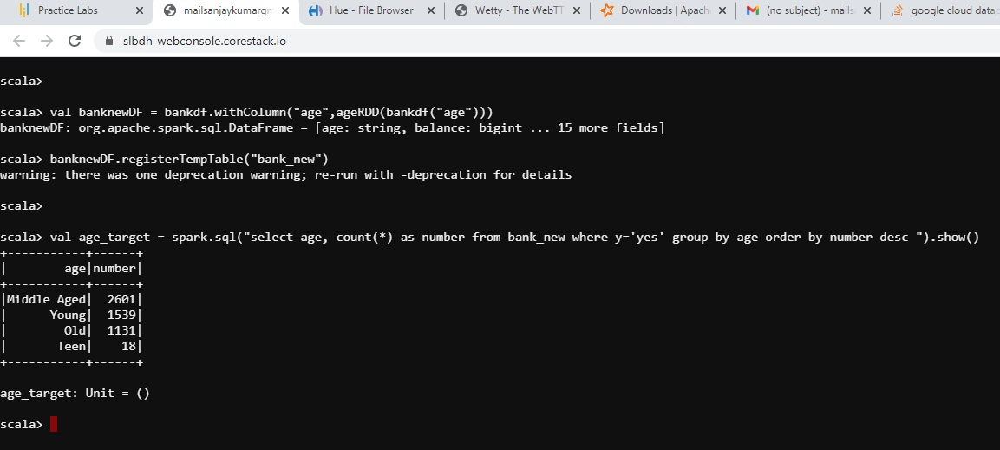 Practice Labs
mailsanjaykumargm
Hue - File Browser
Wetty - The WebTT
Downloads | Apach
(no subject) - mails
google cloud datap
slbdh-webconsole.corestack.io
scala>
scala> val banknewDF = bankdf.withColumn("age",ageRDD(bankdf("age")))
banknewDF: org.apache.spark.sql.DataFrame = [age: string, balance: bigint ... 15 more fields]
scala> banknewDF.registerTempTable("bank_new")
warning: there was one deprecation warning; re-run with -deprecation for details
scala>
scala> val age_target = spark.sql("select age, count(*) as number from bank_new where y='yes' group by age order by number desc ").show()
+-----------+------+
|        age|number|
+-----------+------+
|Middle Aged|  2601|
|      Young|  1539|
|        Old|  1131|
|       Teen|    18|
+-----------+------+
age_target: Unit = ()
scala>